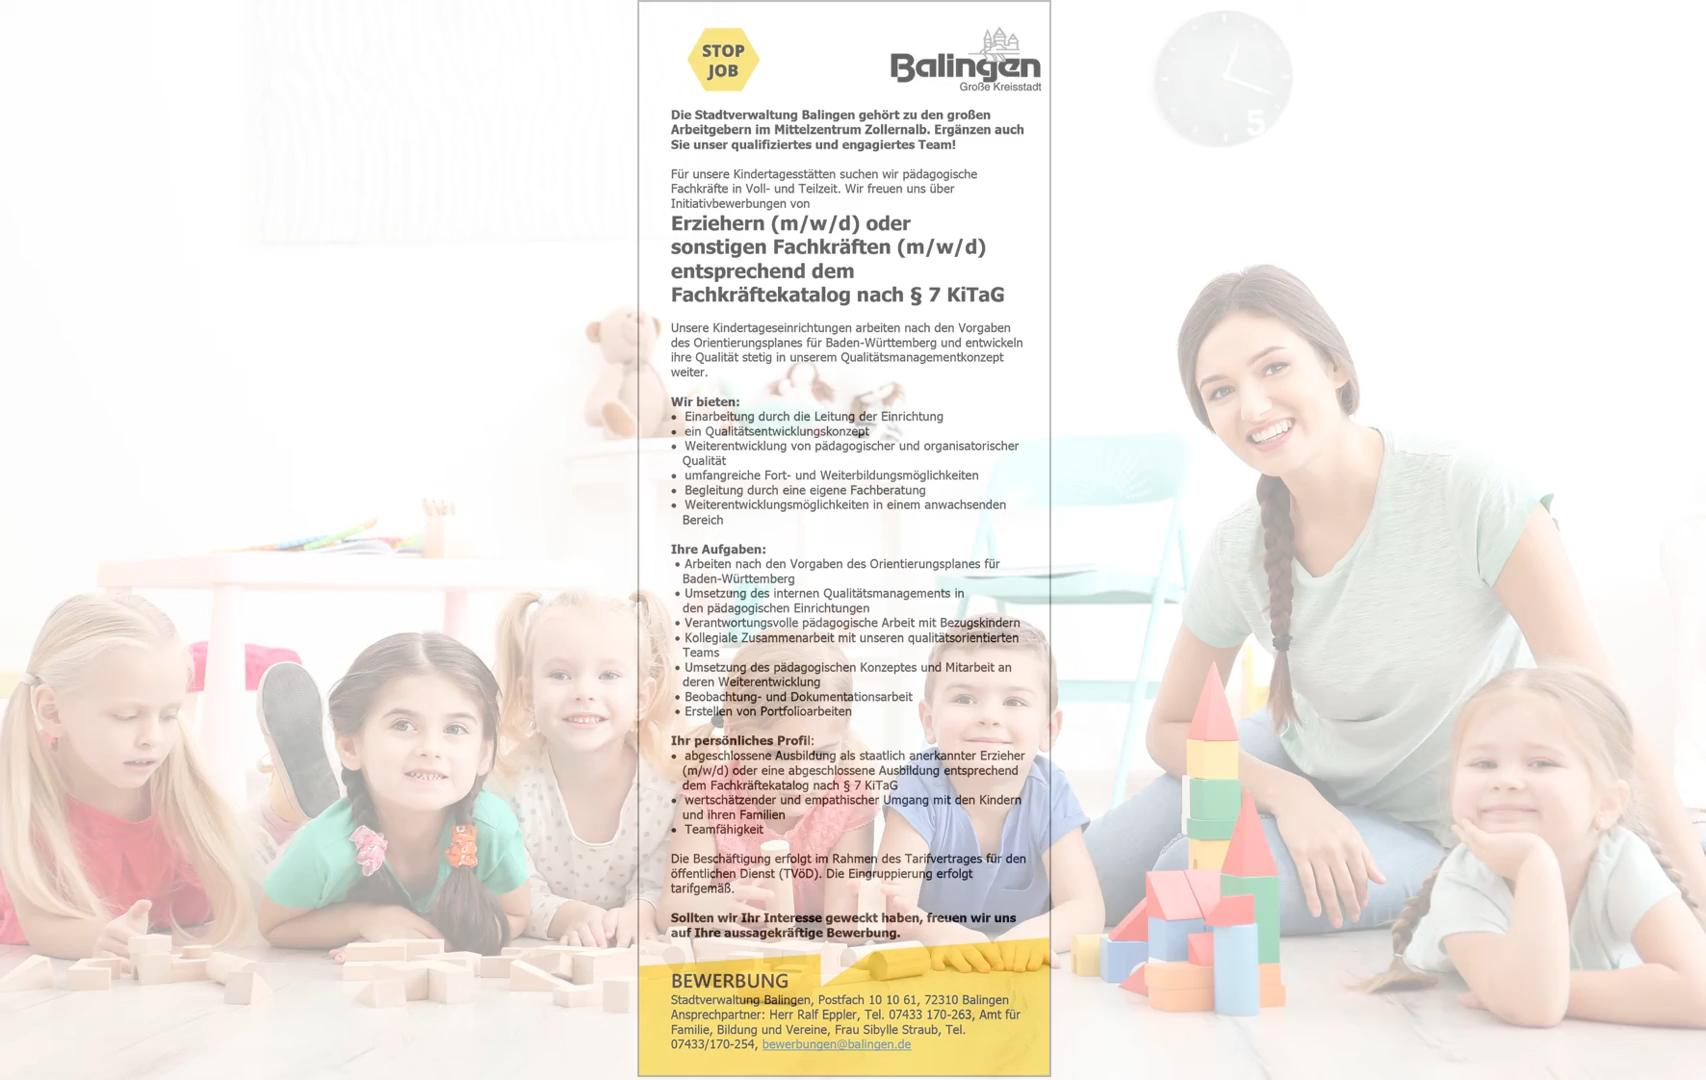 STOP
JOB
Balingen
Große Kreisstadt
5
Die Stadtverwaltung Balingen gehört zu den großen
Arbeitgebern im Mittelzentrum Zollernalb. Ergänzen auch
Sie unser qualifiziertes und engagiertes Team!
Für unsere Kindertagesstätten suchen wir pädagogische
Fachkräfte in Voll- und Teilzeit. Wir freuen uns über
Initiativbewerbungen von
Erziehern (m/w/d) oder
sonstigen Fachkräften (m/w/d)
entsprechend dem
Fachkräftekatalog nach § 7 KiTaG
Unsere Kindertageseinrichtungen arbeiten nach den Vorgaben
des Orientierungsplanes für Baden-Württemberg und entwickeln
ihre Qualität stetig in unserem Qualitätsmanagementkonzept
weiter.
Wir bieten:
• Einarbeitung durch die Leitung der Einrichtung
• ein Qualitätsentwicklungskonzept
• Weiterentwicklung von pädagogischer und organisatorischer
Qualität
• umfangreiche Fort- und Weiterbildungsmöglichkeiten
• Begleitung durch eine eigene Fachberatung
• Weiterentwicklungsmöglichkeiten in einem anwachsenden
Bereich
Ihre Aufgaben:
• Arbeiten nach den Vorgaben des Orientierungsplanes für
Baden-Württemberg
• Umsetzung des internen Qualitätsmanagements in
den pädagogischen Einrichtungen
• Verantwortungsvolle pädagogische Arbeit mit Bezugskindern
• Kollegiale Zusammenarbeit mit unseren qualitätsorientierten
Teams
• Umsetzung des pädagogischen Konzeptes und Mitarbeit an
deren Weiterentwicklung
• Beobachtung- und Dokumentationsarbeit
• Erstellen von Portfolioarbeiten
Ihr persönliches Profil:
• abgeschlossene Ausbildung als staatlich anerkannter Erzieher
(m/w/d) oder eine abgeschlossene Ausbildung entsprechend
dem Fachkräftekatalog nach § 7 KiTaG
• wertschätzender und empathischer Umgang mit den Kindern
und ihren Familien
• Teamfähigkeit
Die Beschäftigung erfolgt im Rahmen des Tarifvertrages für den
öffentlichen Dienst (TVöD). Die Eingruppierung erfolgt
tarifgemäß.
Sollten wir Ihr Interesse geweckt haben, freuen wir uns
auf Ihre aussagekräftige Bewerbung.
BEWERBUNG
Stadtverwaltung Balingen, Postfach 10 10 61, 72310 Balingen
Ansprechpartner: Herr Ralf Eppler, Tel. 07433 170-263, Amt für
Familie, Bildung und Vereine, Frau Sibylle Straub, Tel.
07433/170-254, bewerbungen@balingen.de